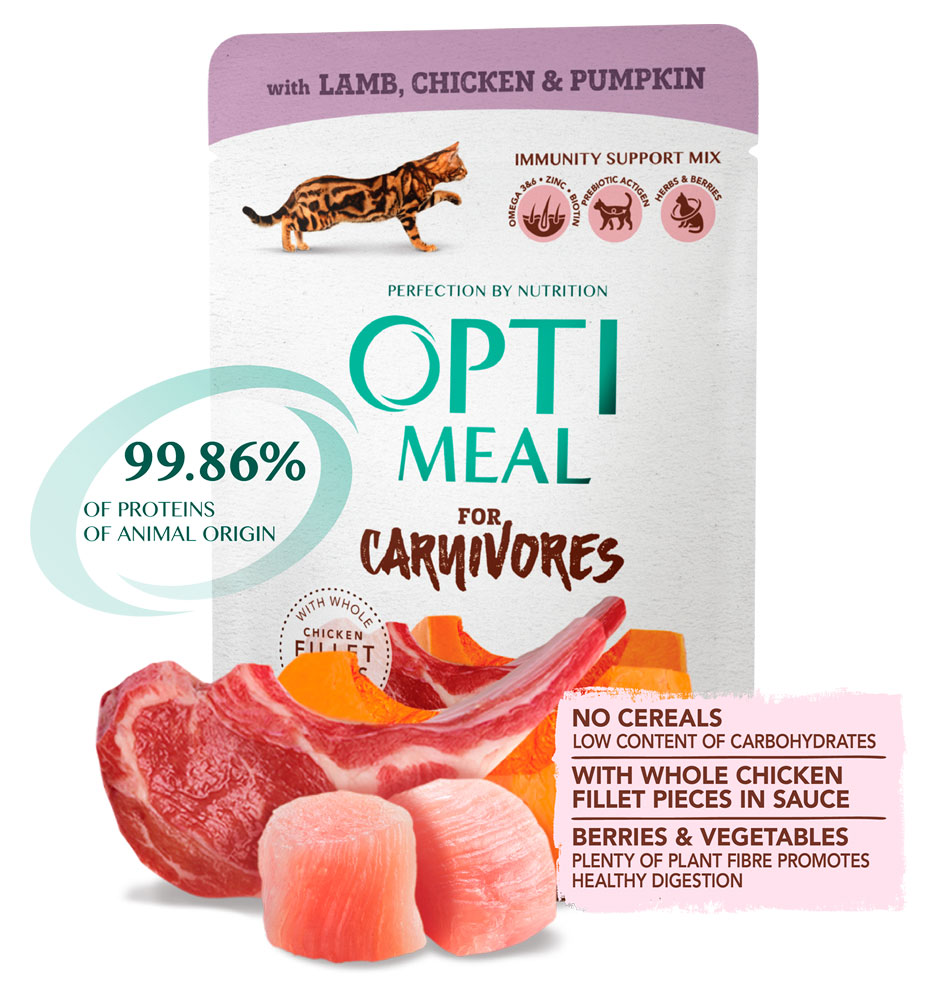 with LAMB, CHICKEN & PUMPKIN
IMMUNITY SUPPORT MIX
OMEGA 3&6 • ZINC • BIOTIN
PREBIOTIC ACTIGEN
HERBS & BERRIES
PERFECTION BY NUTRITION
OPTI
MEAL
FOR
CARNIVORES
99.86%
OF PROTEINS
OF ANIMAL ORIGIN
WITH WHOLE
CHICKEN
FILLET
NO CEREALS
LOW CONTENT OF CARBOHYDRATES
WITH WHOLE CHICKEN
FILLET PIECES IN SAUCE
BERRIES & VEGETABLES
PLENTY OF PLANT FIBRE PROMOTES
HEALTHY DIGESTION